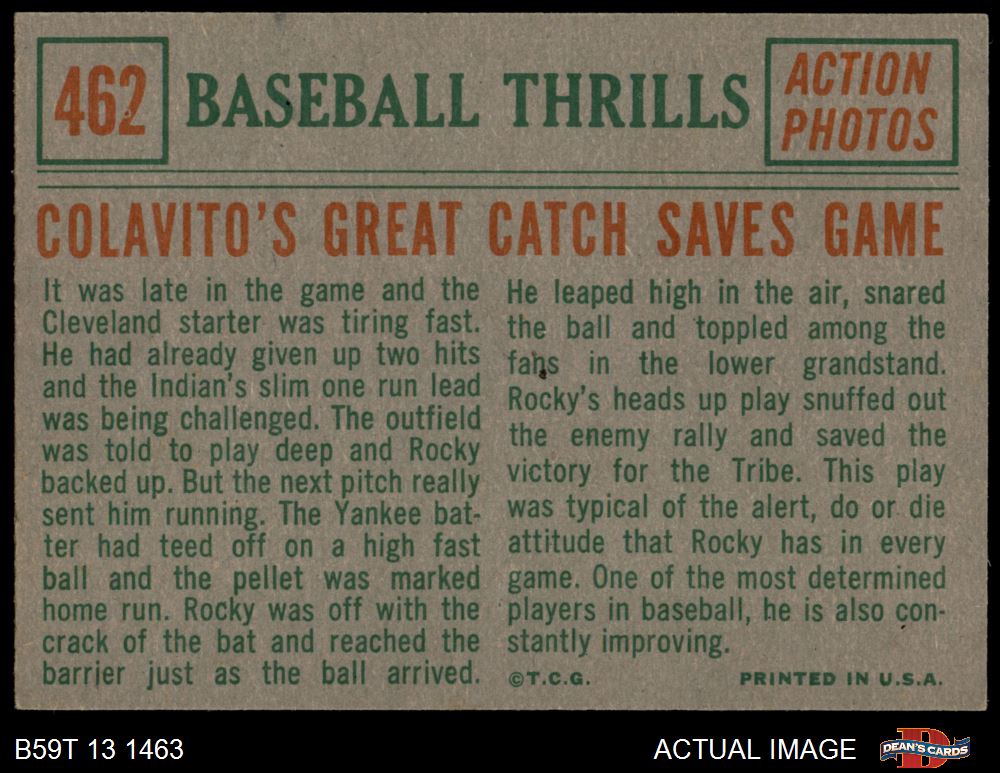 462
BASEBALL THRILLS
ACTION
PHOTOS
COLAVITO'S GREAT CATCH SAVES GAME
It was late in the game and the
Cleveland starter was tiring fast.
He had already given up two hits
and the Indian's slim one run lead
was being challenged. The outfield
was told to play deep and Rocky
backed up. But the next pitch really
sent him running. The Yankee bat-
ter had teed off on a high fast
ball and the pellet was marked
home run. Rocky was off with the
crack of the bat and reached the
barrier just as the ball arrived.
He leaped high in the air, snared
the ball and toppled among the
fans in the lower grandstand.
Rocky's heads up play snuffed out
the enemy rally and saved the
victory for the Tribe. This play
was typical of the alert, do or die
attitude that Rocky has in every
game. One of the most determined
players in baseball, he is also con-
stantly improving.
©T.C.G. PRINTED IN U.S.A.
B59T 13 1463
ACTUAL IMAGE
D
DEAN'S CARDS